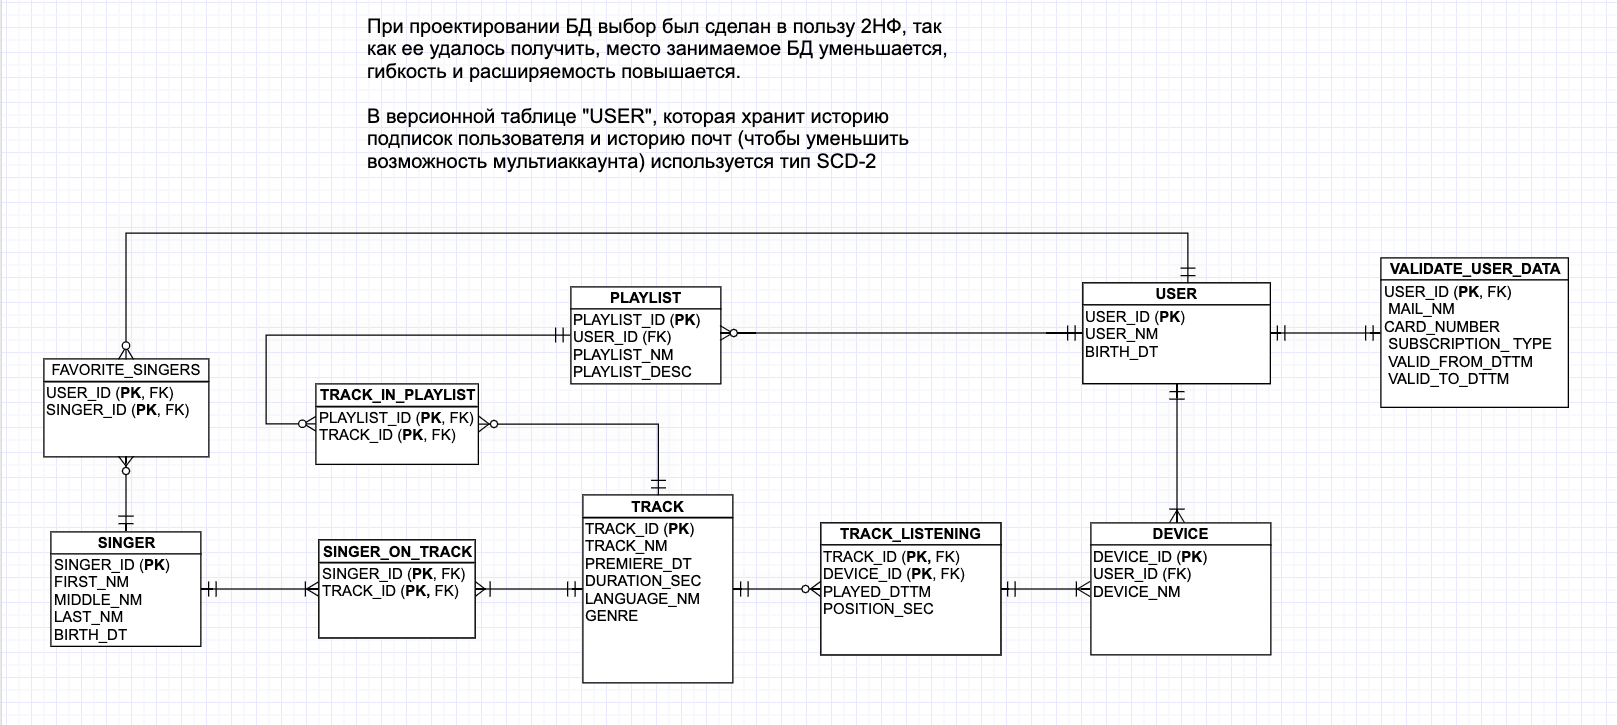 При проектировании БД выбор был сделан в пользу 2НФ, так
как ее удалось получить, место занимаемое БД уменьшается,
гибкость и расширяемость повышается.
В версионной таблице "USER", которая хранит историю
подписок пользователя и историю почт (чтобы уменьшить
возможность мультиаккаунта) используется тип SCD-2
VALIDATE_USER_DATA
USER_ID (PK, FK)
MAIL_NM
CARD_NUMBER
SUBSCRIPTION_ TYPE
VALID_FROM_DTTM
VALID_TO_DTTM
USER
USER_ID (PK)
USER_NM
BIRTH_DT
PLAYLIST
PLAYLIST_ID (PK)
USER_ID (FK)
PLAYLIST_NM
PLAYLIST_DESC
FAVORITE_SINGERS
USER_ID (PK, FK)
SINGER_ID (PK, FK)
TRACK_IN_PLAYLIST
PLAYLIST_ID (PK, FK)
TRACK_ID (PK, FK)
TRACK
TRACK_ID (PK)
TRACK_NM
PREMIERE_DT
DURATION_SEC
LANGUAGE_NM
GENRE
SINGER
SINGER_ID (PK)
FIRST_NM
MIDDLE_NM
LAST_NM
BIRTH_DT
SINGER_ON_TRACK
SINGER_ID (PK, FK)
TRACK_ID (PK, FK)
TRACK_LISTENING
TRACK_ID (PK, FK)
DEVICE_ID (PK, FK)
PLAYED_DTTM
POSITION_SEC
DEVICE
DEVICE_ID (PK)
USER_ID (FK)
DEVICE_NM